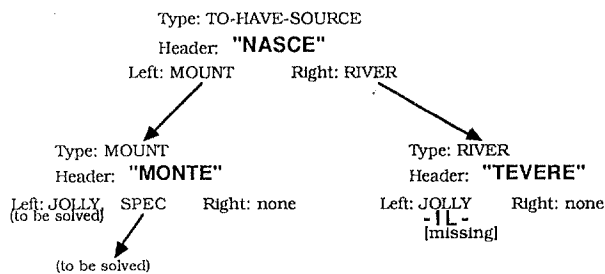 Type: TO-HAVE-SOURCE
Header: "NASCE"
Left: MOUNT Right: RIVER
Type: MOUNT
Header: "MONTE"
Left: JOLLY, SPEC Right: none
(to be solved)
(to be solved)
Type: RIVER
Header: "TEVERE"
Left: JOLLY Right: none
-IL-
[missing]